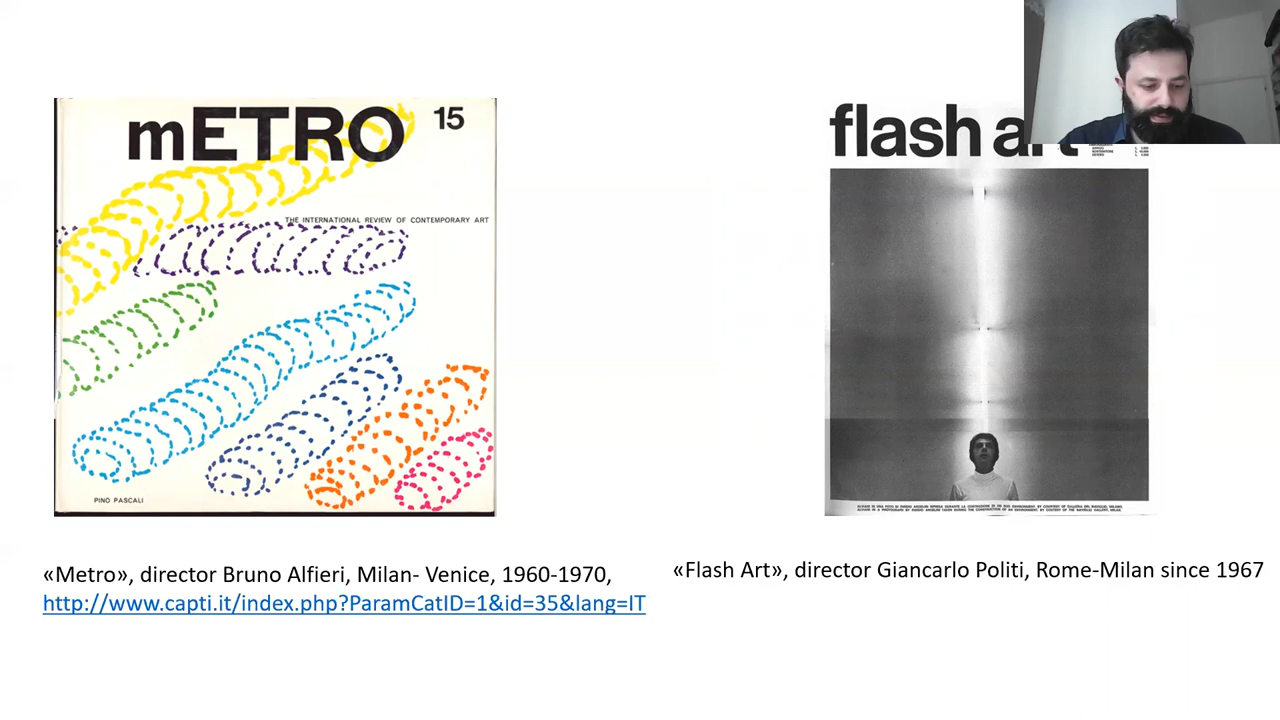 mETRO 15
THE INTERNATIONAL REVIEW OF CONTEMPORARY ART
PINO PASCALI
flash art
«Metro», director Bruno Alfieri, Milan- Venice, 1960-1970,
http://www.capti.it/index.php?ParamCatID=1&id=35&lang=IT
«Flash Art», director Giancarlo Politi, Rome-Milan since 1967